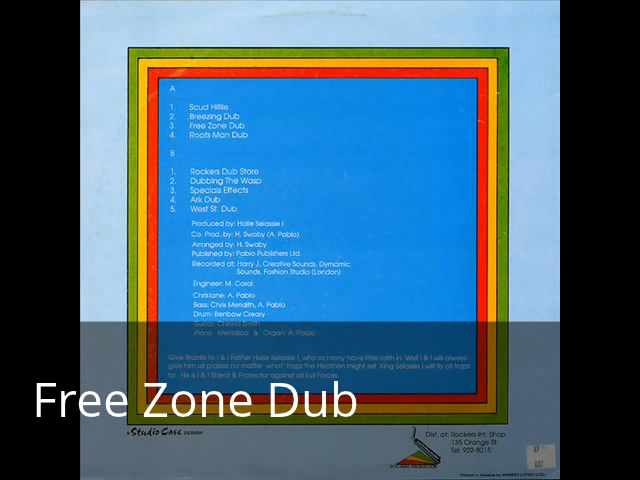 A
1. Scud Hittie
2. Breezing Dub
3. Free Zone Dub
4. Roots Man Dub
B
1. Rockers Dub Store
2. Dubbing The Wasp
3. Specials Effects
4. Ark Dub
5. West St. Dub
Produced by: Haile Selassie I
Co. Prod. by: H. Swaby (A. Pablo)
Arranged by: H. Swaby
Published by: Pablo Publishers Ltd.
Recorded at: Harry J, Creative Sounds, Dymamic
Sounds, Fashion Studio (London)
Engineer: M. Carol
A. Pablo
Bass: Chris Meridith, A. Pablo
Drum: Benbow Creary
Guitar: Chinna Smith
Piano Melodica & Organ: A. Pablo
Give thanks to I & I Father Haile Selassie I, who so many have little faith in. Well I & I will always
give him all praises no matter what traps the Heathen might set. King Selassie I will fly all traps
for. He is I & I Shield & Protector against all Evil Forces.
Free Zone Dub
A Studio Case DESIGN
Dist. at: Rockers Int. Shop
135 Orange St.
Tel: 922-8015